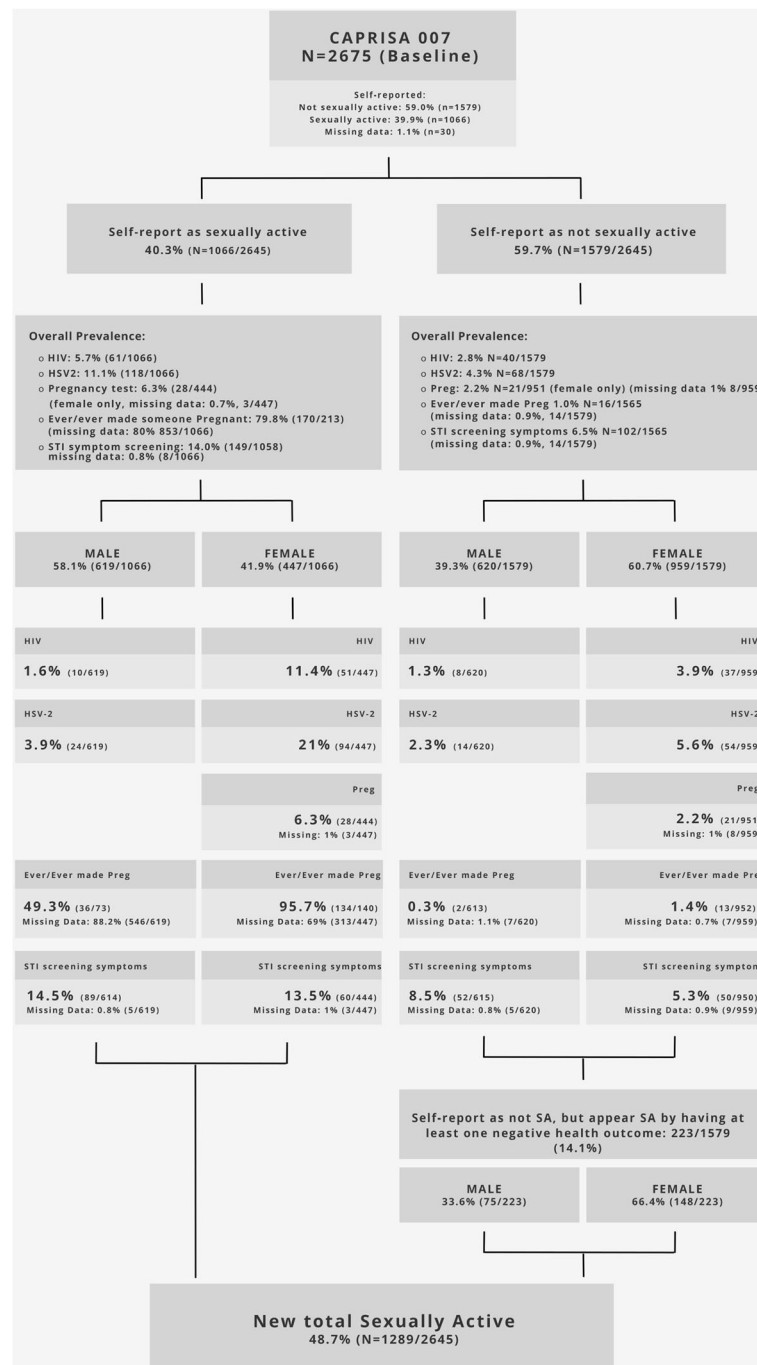 CAPRISA 007
N=2675 (Baseline)
Self-reported:
Not sexually active: 59.0% (n=1579)
Sexually active: 39.9% (n=1066)
Missing data: 1.1% (n=30)
Self-report as sexually active
40.3% (N=1066/2645)
Self-report as not sexually active
59.7% (N=1579/2645)
Overall Prevalence:
o HIV: 5.7% (61/1066)
o HSV2: 11.1% (118/1066)
o Pregnancy test: 6.3% (28/444)
(female only, missing data: 0.7%, 3/447)
o Ever/ever made someone Pregnant: 79.8% (170/213)
(missing data: 80% 853/1066)
o STI symptom screening: 14.0% (149/1058)
missing data: 0.8% (8/1066)
Overall Prevalence:
o HIV: 2.8% N=40/1579
o HSV2: 4.3% N=68/1579
o Preg: 2.2% N=21/951 (female only) (missing data 1% 8/959
o Ever/ever made Preg 1.0% N=16/1565
(missing data: 0.9%, 14/1579)
o STI screening symptoms 6.5% N=102/1565
(missing data: 0.9%, 14/1579)
MALE
58.1% (619/1066)
FEMALE
41.9% (447/1066)
MALE
39.3% (620/1579)
FEMALE
60.7% (959/1579)
HIV
1.6% (10/619)
HIV
11.4% (51/447)
HIV
1.3% (8/620)
HIV
3.9% (37/959
HSV-2
3.9% (24/619)
HSV-2
21% (94/447)
HSV-2
2.3% (14/620)
HSV-2
5.6% (54/959
Preg
6.3% (28/444)
Missing: 1% (3/447)
Preg
2.2% (21/951
Missing: 1% (8/959
Ever/Ever made Preg
49.3% (36/73)
Missing Data: 88.2% (546/619)
Ever/Ever made Preg
95.7% (134/140)
Missing Data: 69% (313/447)
Ever/Ever made Preg
0.3% (2/613)
Missing Data: 1.1% (7/620)
Ever/Ever made Preg
1.4% (13/952)
Missing Data: 0.7% (7/959)
STI screening symptoms
14.5% (89/614)
Missing Data: 0.8% (5/619)
STI screening symptoms
13.5% (60/444)
Missing Data: 1% (3/447)
STI screening symptoms
8.5% (52/615)
Missing Data: 0.8% (5/620)
STI screening symptom
5.3% (50/950)
Missing Data: 0.9% (9/959)
Self-report as not SA, but appear SA by having at
least one negative health outcome: 223/1579
(14.1%)
MALE
33.6% (75/223)
FEMALE
66.4% (148/223)
New total Sexually Active
48.7% (N=1289/2645)